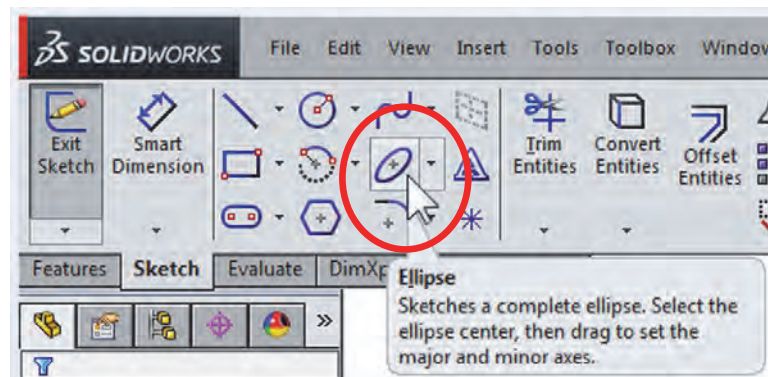 SOLIDWORKS File Edit View Insert Tools Toolbox Window
Exit Sketch
Smart Dimension
Trim Entities
Convert Entities
Offset Entities
Features Sketch Evaluate DimXp
Ellipse
Sketches a complete ellipse. Select the
ellipse center, then drag to set the
major and minor axes.